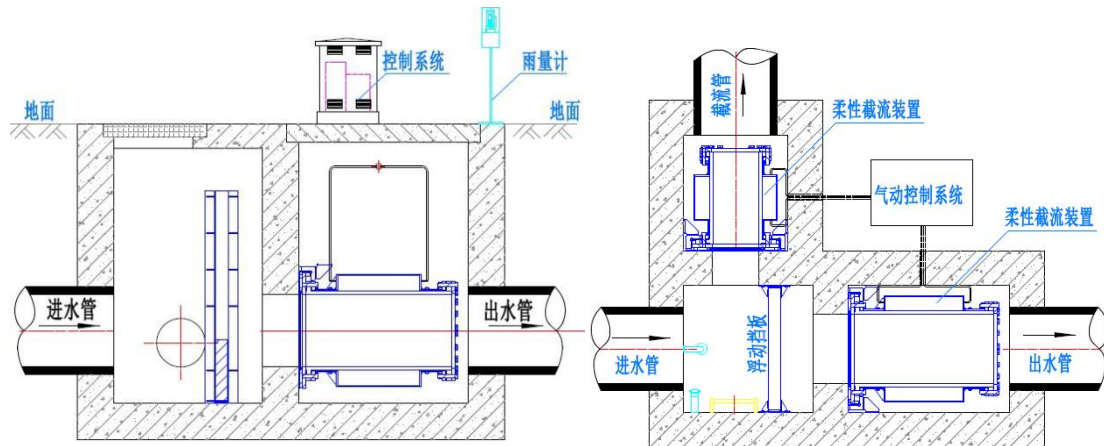 控制系统
雨量计
地面
地面
进水管
出水管
截流管
柔性截流装置
气动控制系统
柔性截流装置
进水管
浮动挡板
出水管